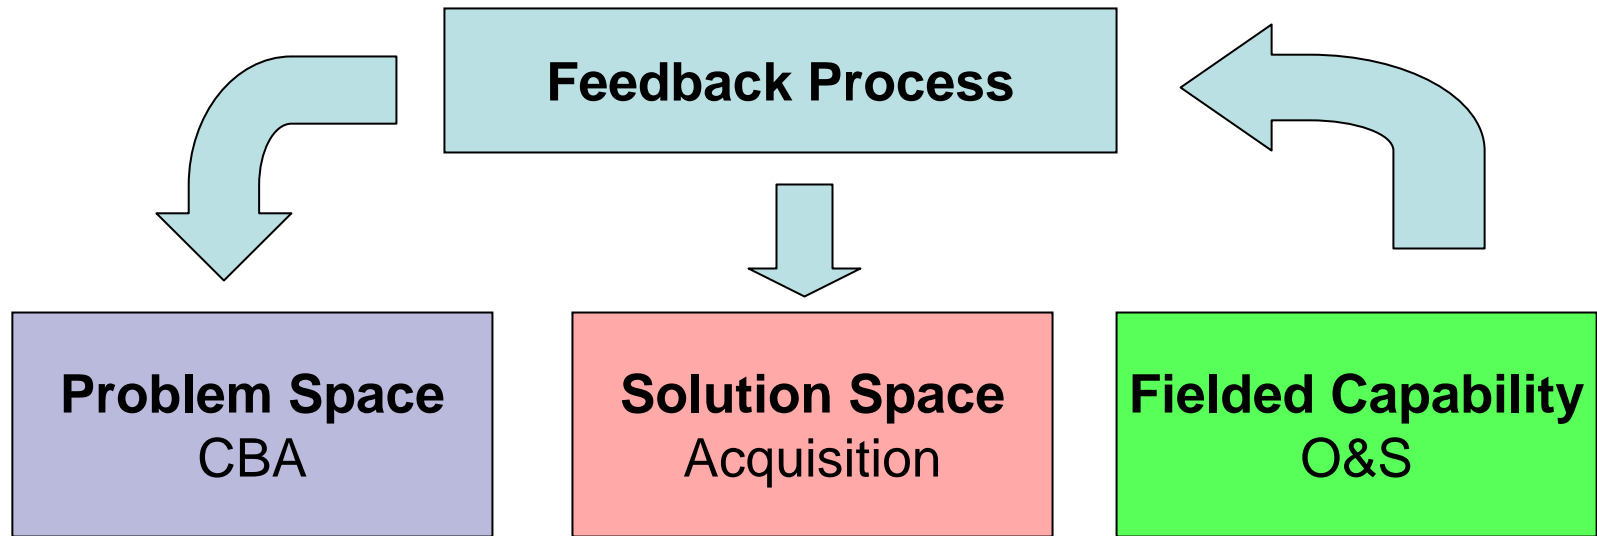 Feedback Process
Problem Space
CBA
Solution Space
Acquisition
Fielded Capability
O&S